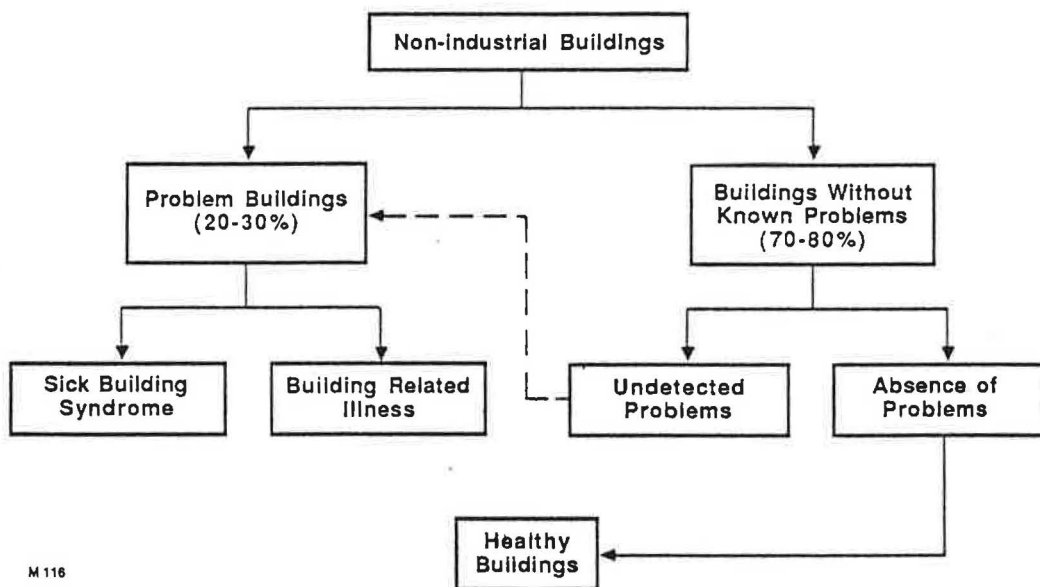 Non-industrial Buildings
Problem Buildings
(20-30%)
Buildings Without
Known Problems
(70-80%)
Sick Building
Syndrome
Building Related
Illness
Undetected
Problems
Absence of
Problems
Healthy
Buildings
M 116